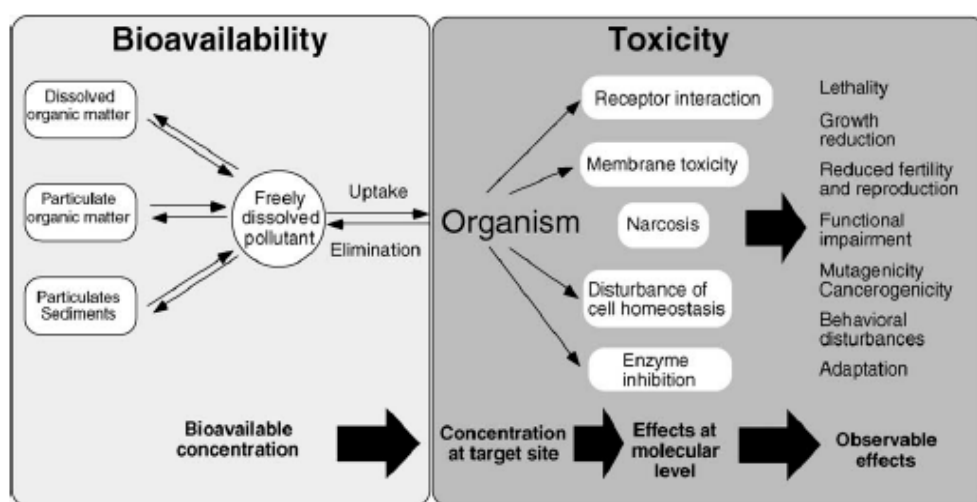 Bioavailability
Dissolved
organic matter
Particulate
organic matter
Particulates
Sediments
Freely
dissolved
pollutant
Uptake
Elimination
Bioavailable
concentration
Toxicity
Organism
Receptor interaction
Membrane toxicity
Narcosis
Disturbance of
cell homeostasis
Enzyme
inhibition
Lethality
Growth
reduction
Reduced fertility
and reproduction
Functional
impairment
Mutagenicity
Cancerogenicity
Behavioral
disturbances
Adaptation
Concentration
at target site
Effects at
molecular
level
Observable
effects